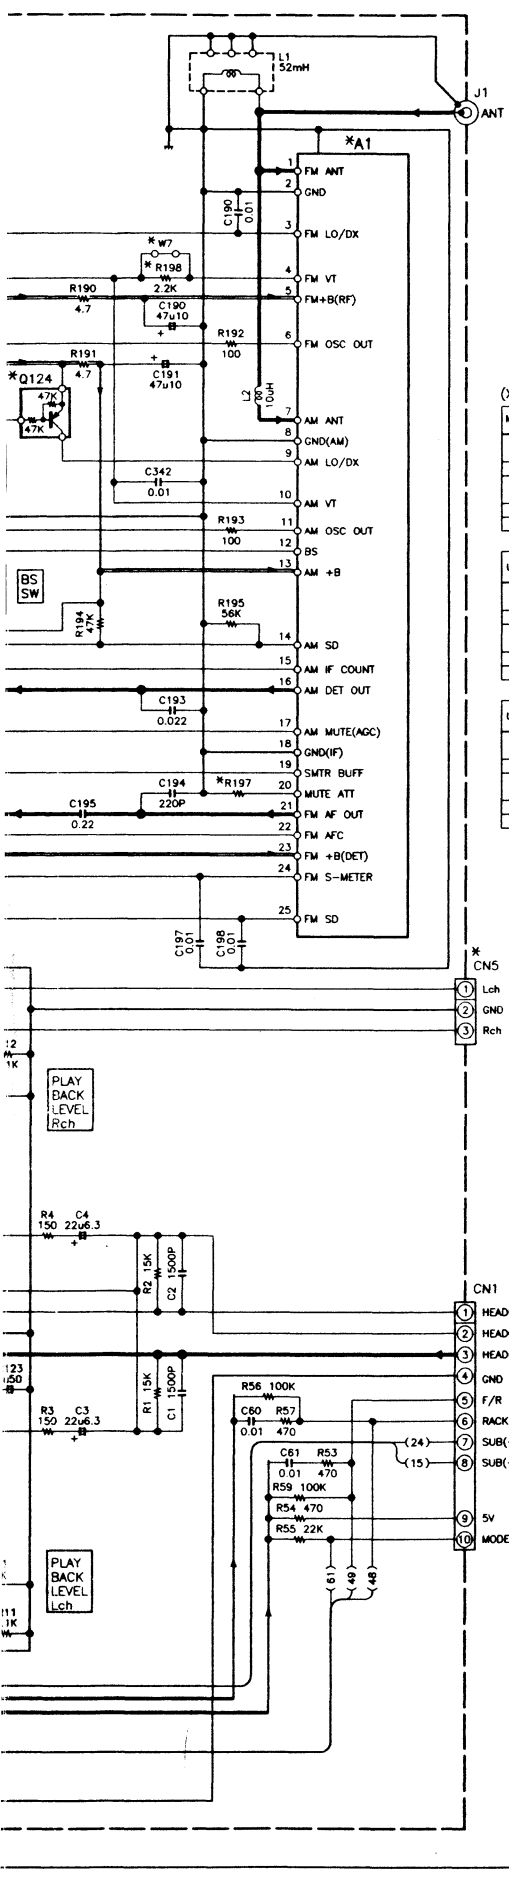 L1
52mH
J1
ANT
*A1
1 FM ANT
2 GND
C190
0.01
3 FM LO/DX
* W7
* R198
2.2K
4 FM VT
R190
4.7
5 FM+B(RF)
C190
47u10
+
R192
100
6 FM OSC OUT
R191
4.7
+
C191
47u10
*Q124
47K
47K
L2
10uH
7 AM ANT
8 GND(AM)
9 AM LO/DX
C342
0.01
10 AM VT
R193
100
11 AM OSC OUT
12 BS
13 AM +B
BS
SW
R194
47K
R195
56K
14 AM SD
15 AM IF COUNT
16 AM DET OUT
C193
0.022
17 AM MUTE(AGC)
18 GND(IF)
19 SMTR BUFF
C194
220P
*R197
20 MUTE ATT
C195
0.22
21 FM AF OUT
22 FM AFC
23 FM +B(DET)
24 FM S-METER
25 FM SD
C197
0.01
C198
0.01
*
CN5
1 Lch
2 GND
3 Rch
1K
PLAY
BACK
LEVEL
Rch
R4
150
C4
22u6.3
+
R2 15K
C2 1500P
CN1
1 HEAD
2 HEAD
3 HEAD
4 GND
5 F/R
6 RACK
7 SUB(
8 SUB(
9 5V
10 MODE
R1 15K
C1 1500P
R3
150
C3
22u6.3
+
R56 100K
C60
0.01
R57
470
(24)
(15)
C61
0.01
R53
470
R59 100K
R54 470
R55 22K
(61)
(49)
(48)
PLAY
BACK
LEVEL
Lch